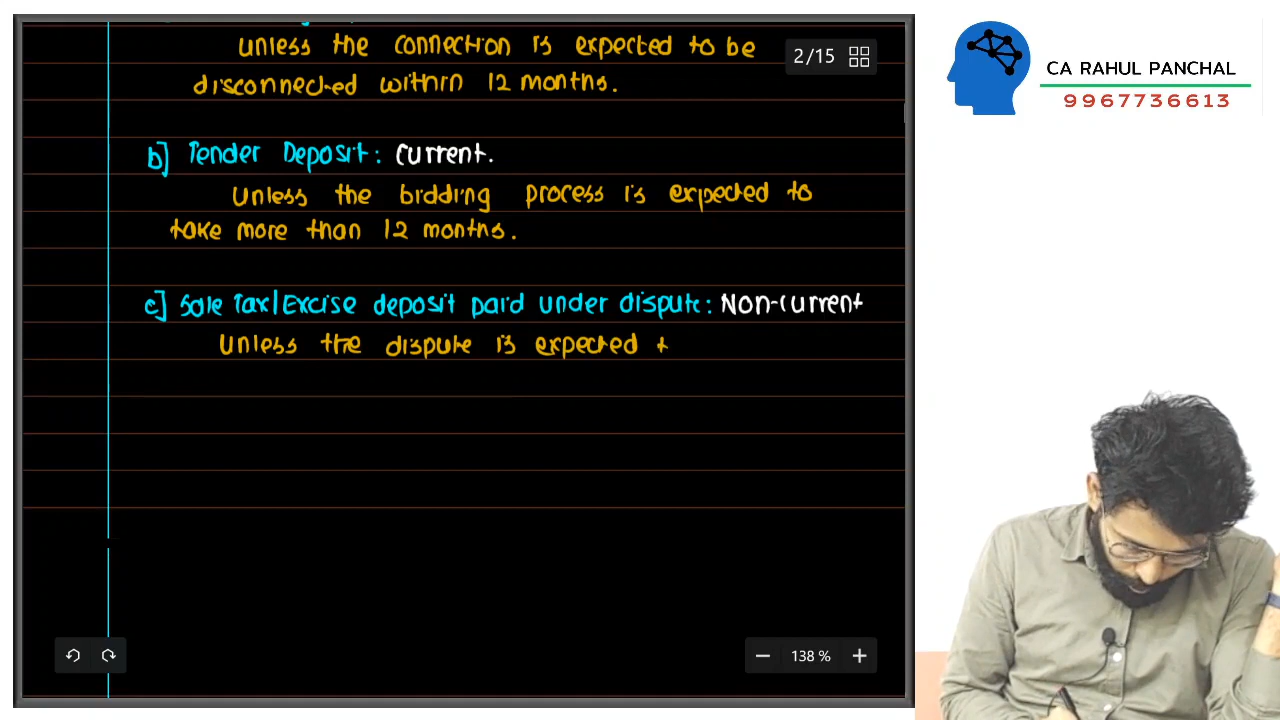 unless the connection is expected to be
disconnected within 12 months.
b] Tender Deposit: Current.
Unless the bidding process is expected to
take more than 12 months.
c] Sale Tax/Excise deposit paid under dispute: Non-current
Unless the dispute is expected t
2/15
138 %
CA RAHUL PANCHAL
9967736613